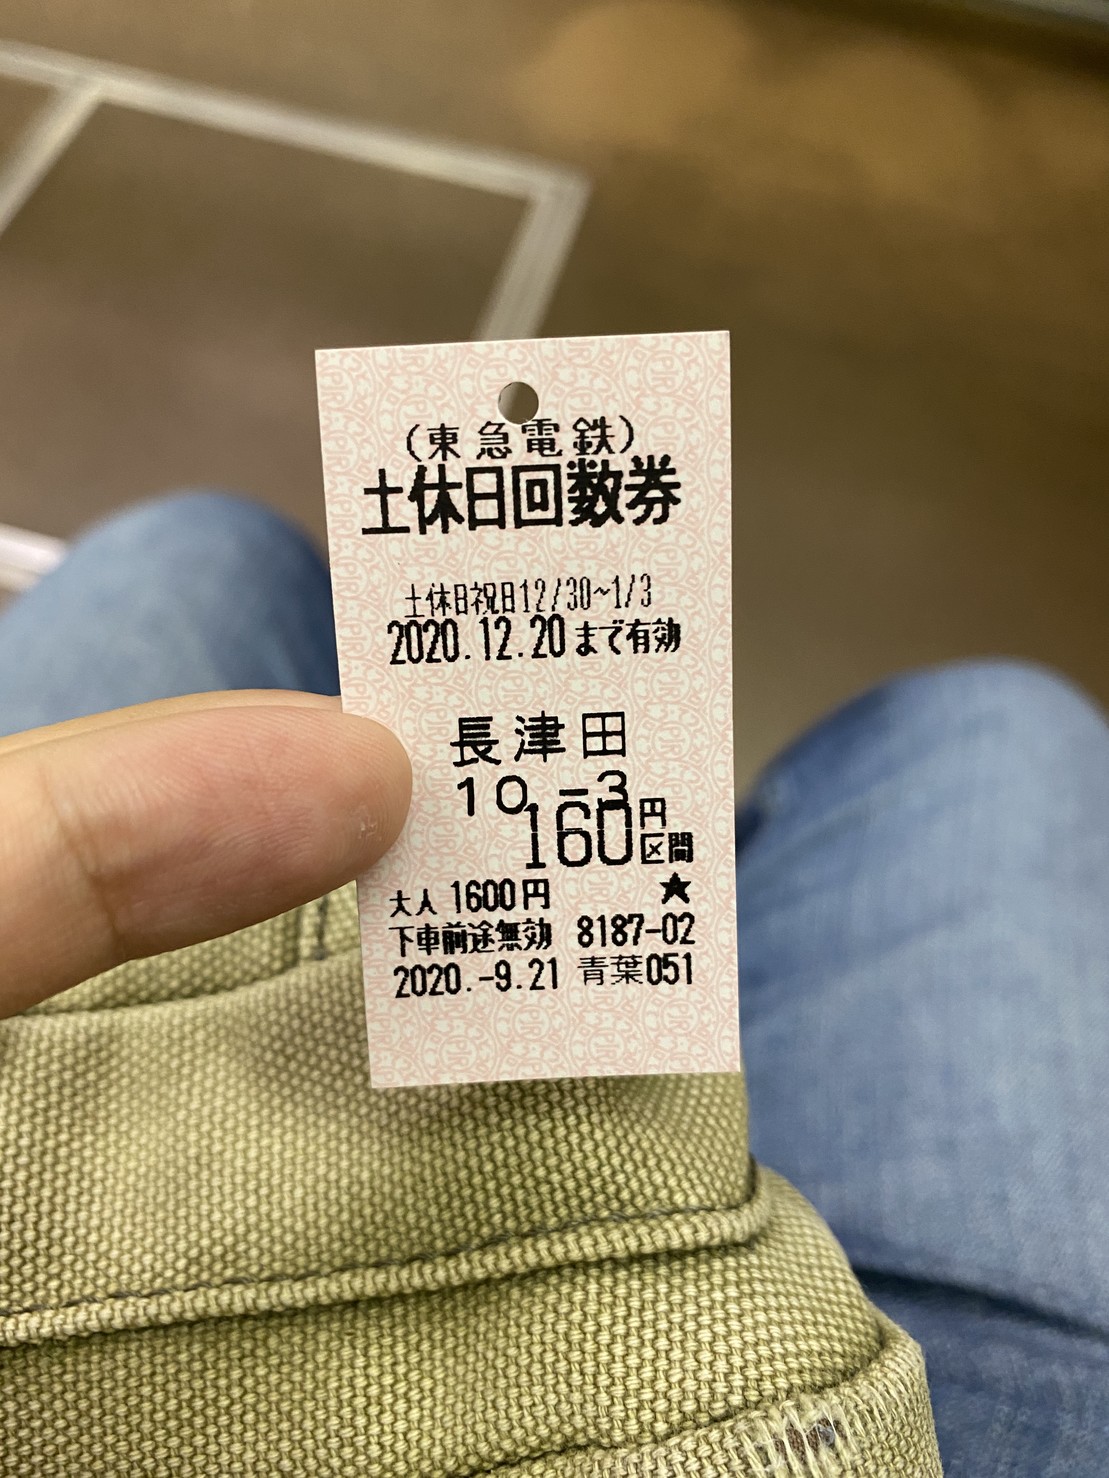 (東急電鉄)
土休日回数券
土休日祝日12/30~1/3
2020.12.20まで有効
長津田
10 -3
160円区間
大人 1600円 ★
下車前途無効 8187-02
2020.-9.21 青葉051